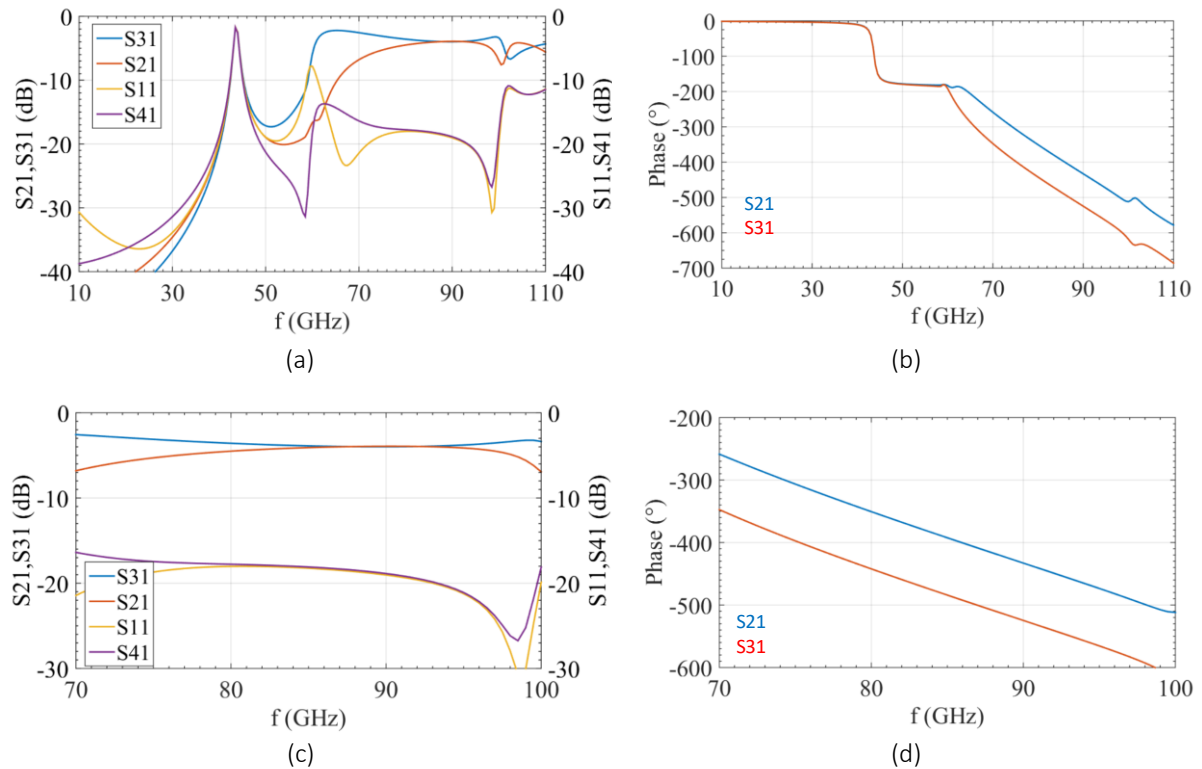 S21,S31 (dB)
0
-10
-20
-30
-40
S31
S21
S11
S41
0
-10
-20
-30
-40
S11,S41 (dB)
10 30 50 70 90 110
f (GHz)
(a)
Phase (°)
0
-100
-200
-300
-400
-500
-600
-700
S21
S31
10 30 50 70 90 110
f (GHz)
(b)
S21,S31 (dB)
0
-10
-20
-30
S31
S21
S11
S41
0
-10
-20
-30
S11,S41 (dB)
70 80 90 100
f (GHz)
(c)
Phase (°)
-200
-300
-400
-500
-600
S21
S31
70 80 90 100
f (GHz)
(d)